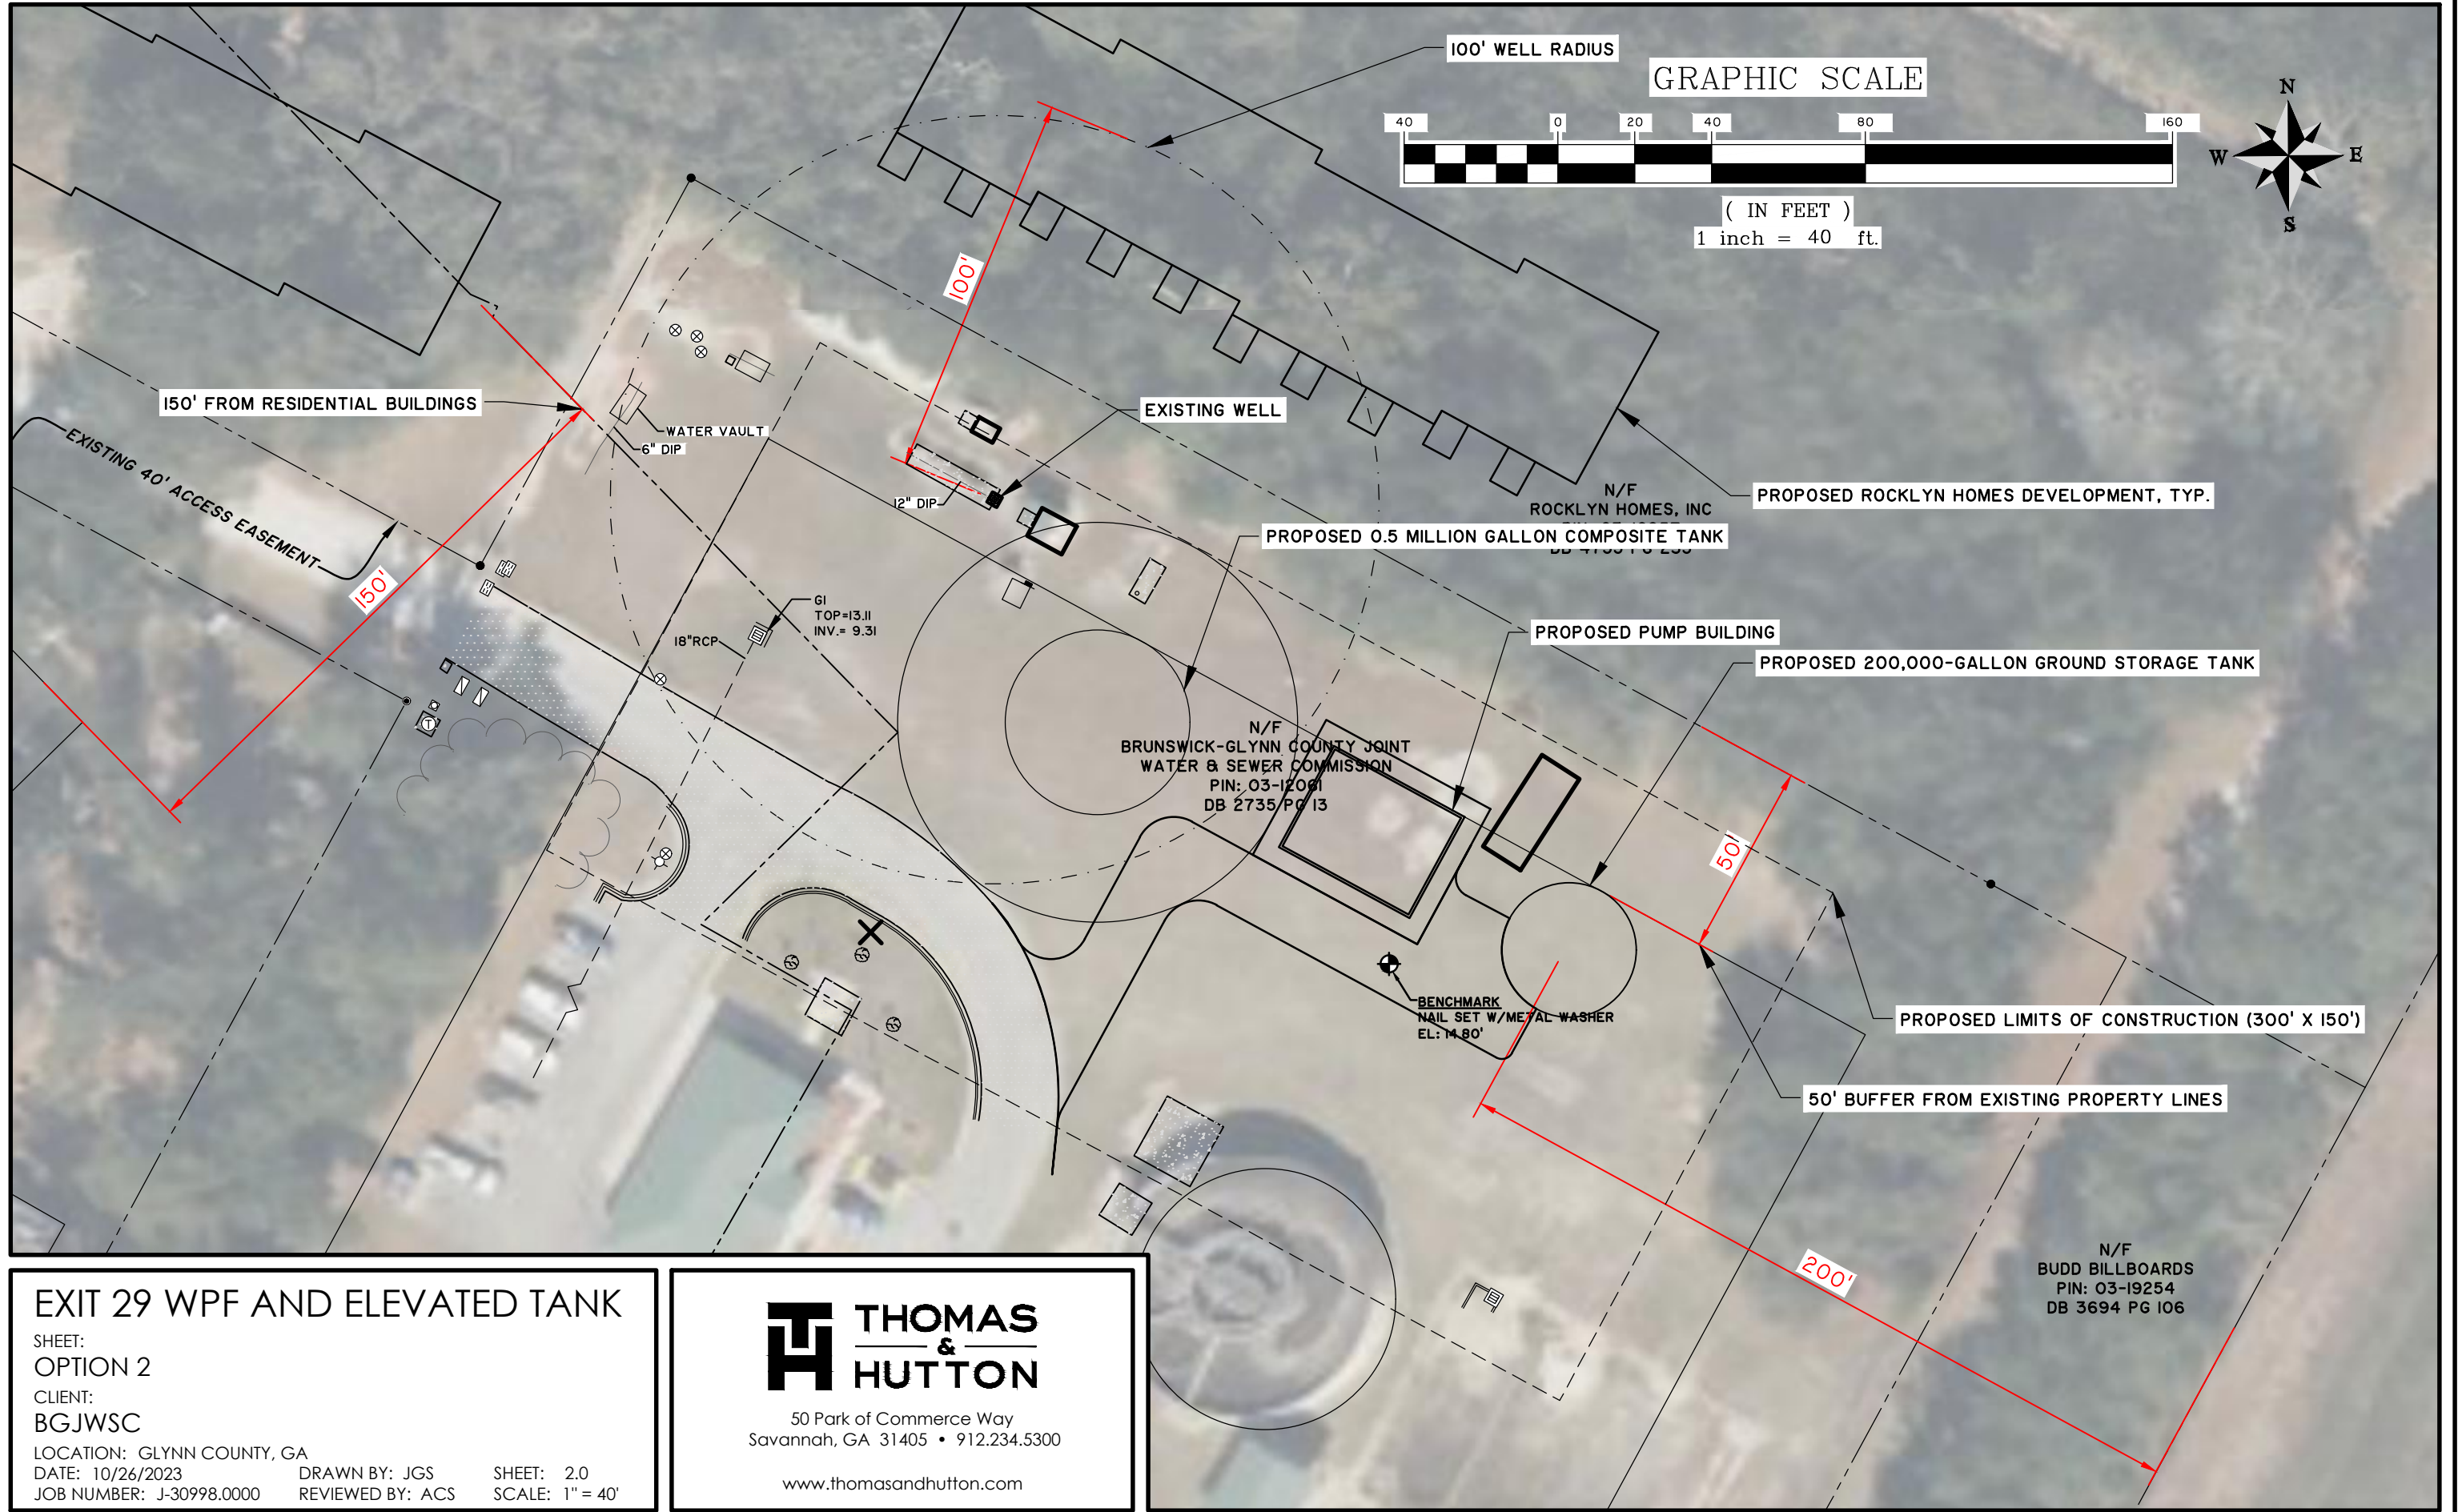 100' WELL RADIUS
GRAPHIC SCALE
40 0 20 40 80 160
( IN FEET )
1 inch = 40 ft.
N
W E
S
100'
150' FROM RESIDENTIAL BUILDINGS
WATER VAULT
6" DIP
EXISTING WELL
12" DIP
EXISTING 40' ACCESS EASEMENT
150'
N/F
ROCKLYN HOMES, INC
PROPOSED ROCKLYN HOMES DEVELOPMENT, TYP.
PROPOSED 0.5 MILLION GALLON COMPOSITE TANK
G1
TOP=13.11
INV.= 9.31
18"RCP
PROPOSED PUMP BUILDING
PROPOSED 200,000-GALLON GROUND STORAGE TANK
T
N/F
BRUNSWICK-GLYNN COUNTY JOINT
WATER & SEWER COMMISSION
PIN: 03-12061
DB 2735 PG 13
50'
BENCHMARK
NAIL SET W/METAL WASHER
EL: 14.80'
PROPOSED LIMITS OF CONSTRUCTION (300' X 150')
50' BUFFER FROM EXISTING PROPERTY LINES
200'
N/F
BUDD BILLBOARDS
PIN: 03-19254
DB 3694 PG 106
EXIT 29 WPF AND ELEVATED TANK
SHEET:
OPTION 2
CLIENT:
BGJWSC
LOCATION: GLYNN COUNTY, GA
DATE: 10/26/2023 DRAWN BY: JGS SHEET: 2.0
JOB NUMBER: J-30998.0000 REVIEWED BY: ACS SCALE: 1" = 40'
THOMAS
&
HUTTON
50 Park of Commerce Way
Savannah, GA 31405 • 912.234.5300
www.thomasandhutton.com